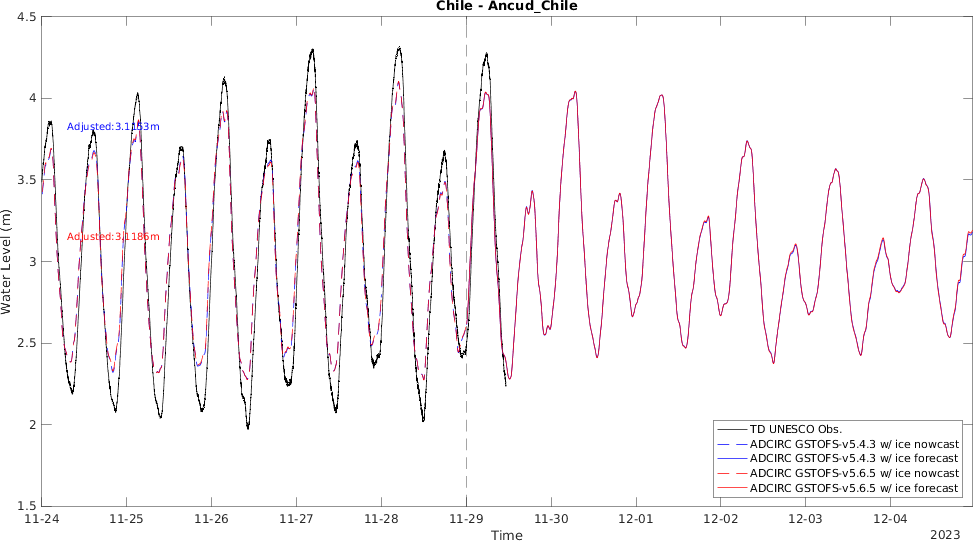 Chile - Ancud_Chile
4.5
4
3.5
3
2.5
2
1.5
Water Level (m)
Adjusted:3.1153m
Adjusted:3.1186m
TD UNESCO Obs.
ADCIRC GSTOFS-v5.4.3 w/ ice nowcast
ADCIRC GSTOFS-v5.4.3 w/ ice forecast
ADCIRC GSTOFS-v5.6.5 w/ ice nowcast
ADCIRC GSTOFS-v5.6.5 w/ ice forecast
11-24 11-25 11-26 11-27 11-28 11-29 11-30 12-01 12-02 12-03 12-04
Time
2023